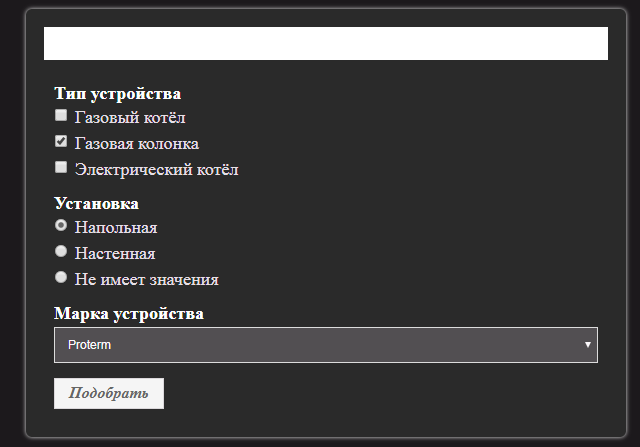 Тип устройства
Газовый котёл
Газовая колонка
Электрический котёл
Установка
Напольная
Настенная
Не имеет значения
Марка устройства
Proterm
Подобрать